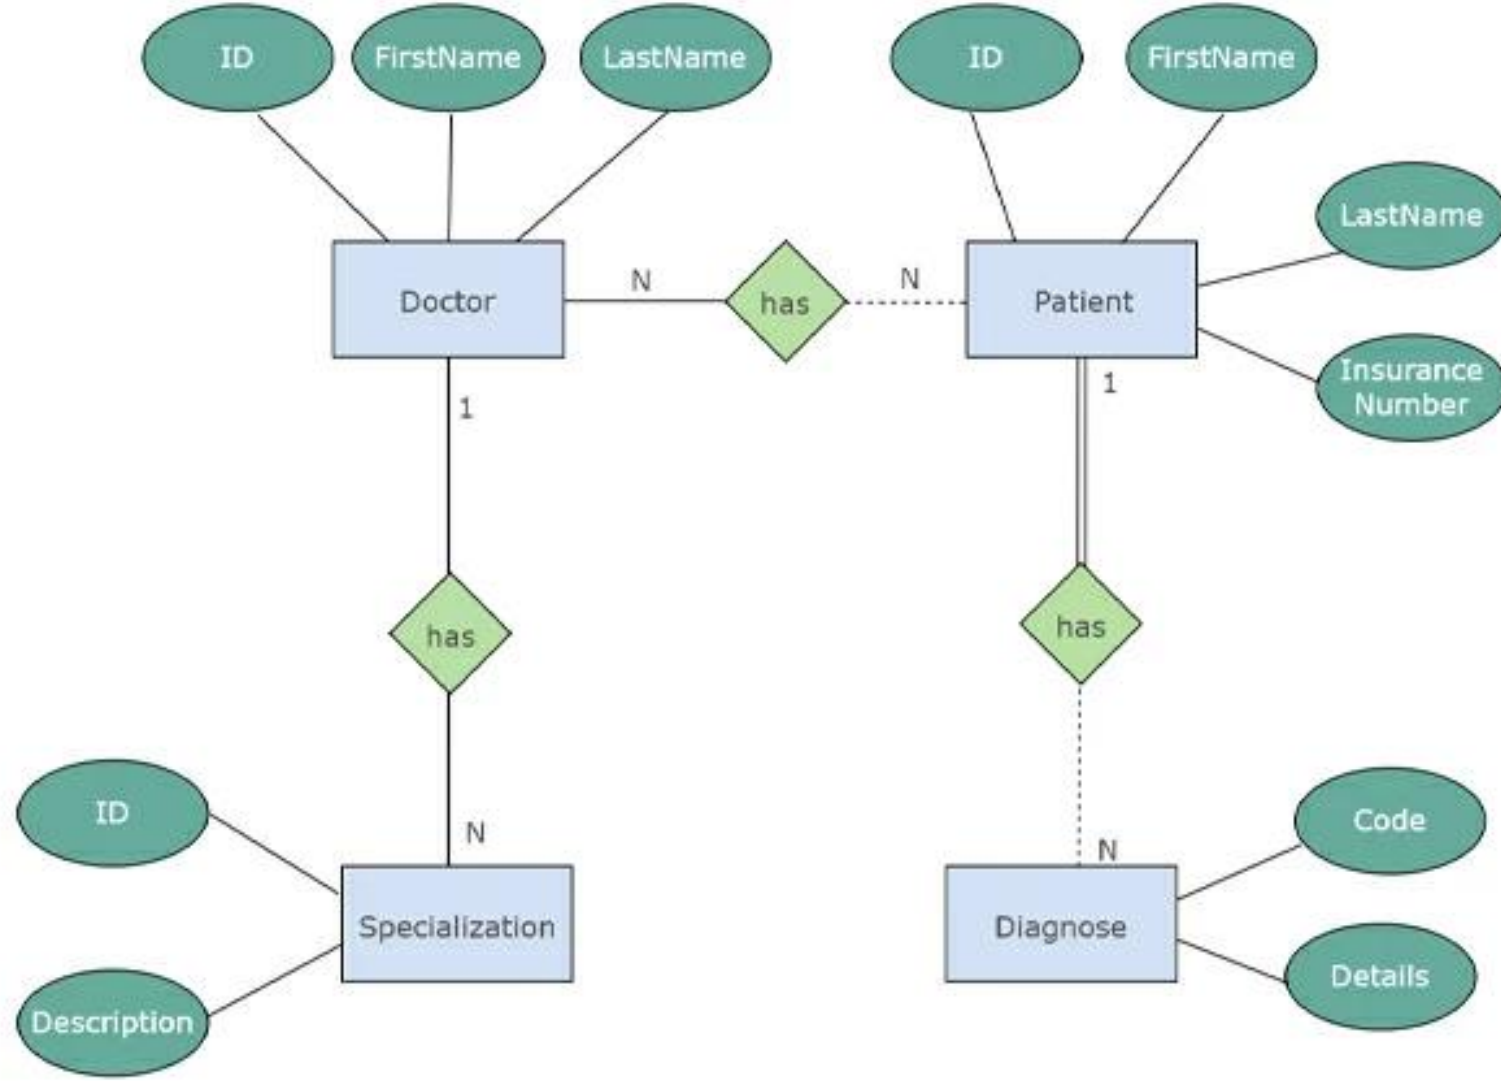 ID
FirstName
LastName
ID
FirstName
LastName
Doctor
N
has
N
Patient
Insurance
Number
1
1
has
has
ID
N
Code
N
Specialization
Diagnose
Details
Description